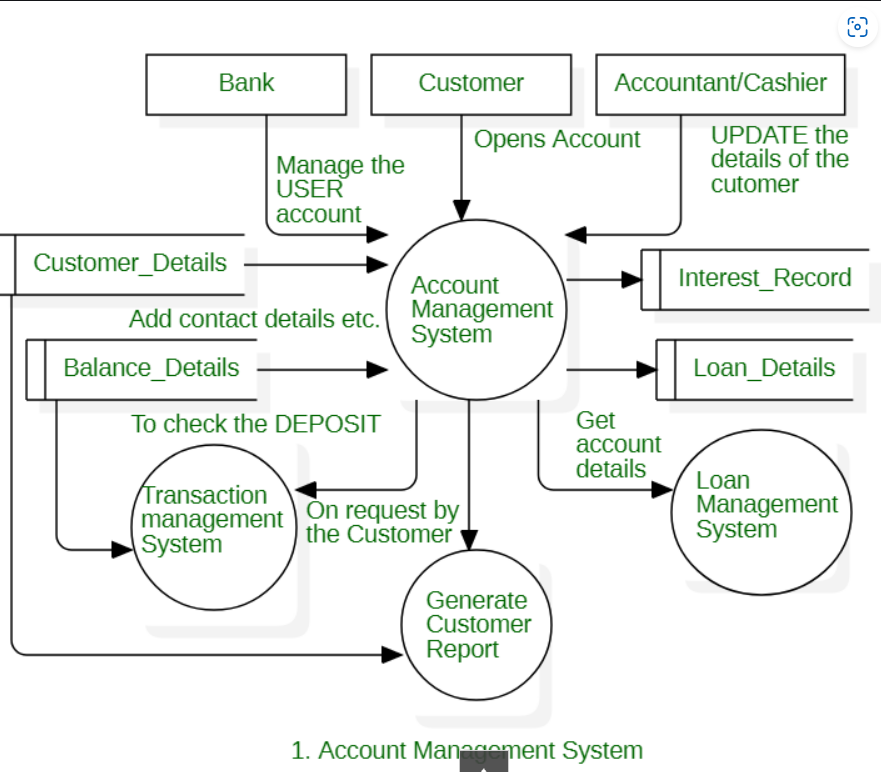 Bank
Customer
Accountant/Cashier
Opens Account
UPDATE the
details of the
cutomer
Manage the
USER
account
Customer_Details
Account
Management
System
Interest_Record
Add contact details etc.
Balance_Details
Loan_Details
To check the DEPOSIT
Get
account
details
Transaction
management
System
On request by
the Customer
Loan
Management
System
Generate
Customer
Report
1. Account Management System